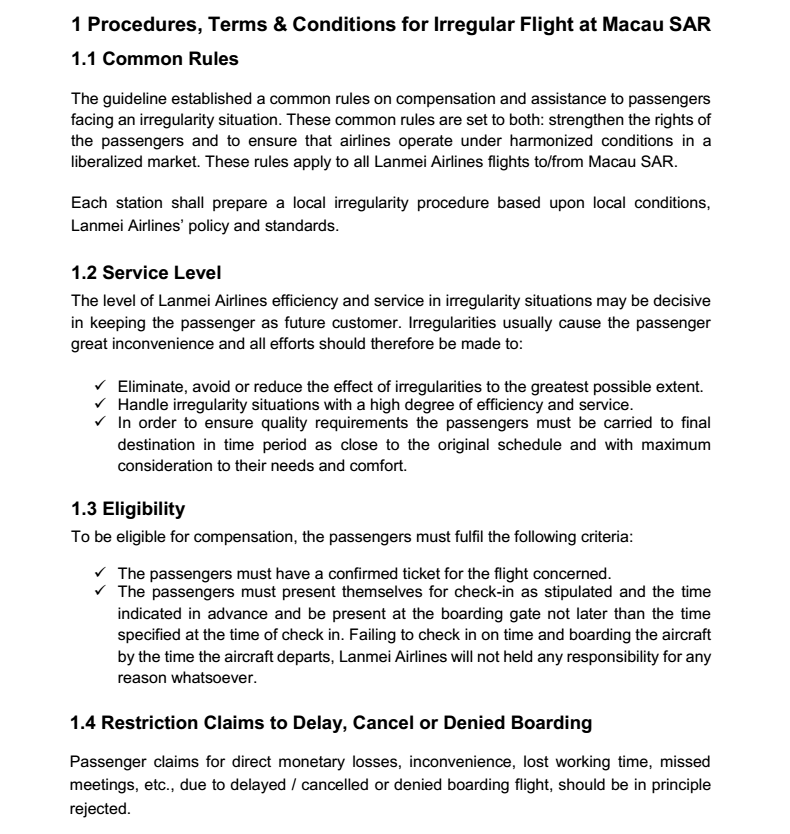 1 Procedures, Terms & Conditions for Irregular Flight at Macau SAR
1.1 Common Rules
The guideline established a common rules on compensation and assistance to passengers
facing an irregularity situation. These common rules are set to both: strengthen the rights of
the passengers and to ensure that airlines operate under harmonized conditions in a
liberalized market. These rules apply to all Lanmei Airlines flights to/from Macau SAR.
Each station shall prepare a local irregularity procedure based upon local conditions,
Lanmei Airlines’ policy and standards.
1.2 Service Level
The level of Lanmei Airlines efficiency and service in irregularity situations may be decisive
in keeping the passenger as future customer. Irregularities usually cause the passenger
great inconvenience and all efforts should therefore be made to:
✓ Eliminate, avoid or reduce the effect of irregularities to the greatest possible extent.
✓ Handle irregularity situations with a high degree of efficiency and service.
✓ In order to ensure quality requirements the passengers must be carried to final
destination in time period as close to the original schedule and with maximum
consideration to their needs and comfort.
1.3 Eligibility
To be eligible for compensation, the passengers must fulfil the following criteria:
✓ The passengers must have a confirmed ticket for the flight concerned.
✓ The passengers must present themselves for check-in as stipulated and the time
indicated in advance and be present at the boarding gate not later than the time
specified at the time of check in. Failing to check in on time and boarding the aircraft
by the time the aircraft departs, Lanmei Airlines will not held any responsibility for any
reason whatsoever.
1.4 Restriction Claims to Delay, Cancel or Denied Boarding
Passenger claims for direct monetary losses, inconvenience, lost working time, missed
meetings, etc., due to delayed / cancelled or denied boarding flight, should be in principle
rejected.